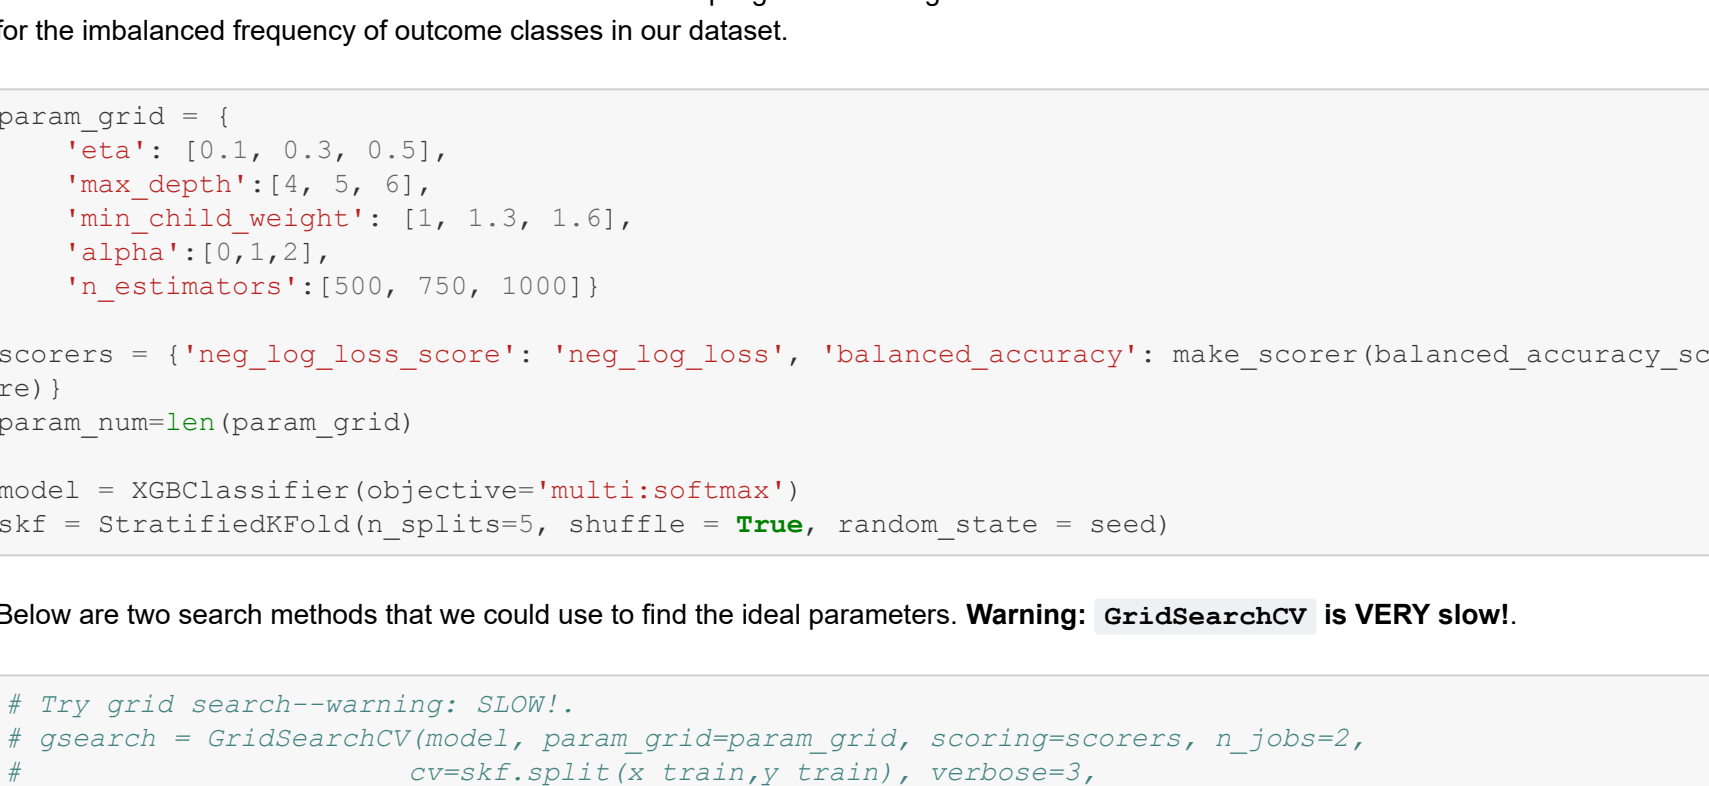 for the imbalanced frequency of outcome classes in our dataset.
param_grid = {
    'eta': [0.1, 0.3, 0.5],
    'max_depth':[4, 5, 6],
    'min_child_weight': [1, 1.3, 1.6],
    'alpha':[0,1,2],
    'n_estimators':[500, 750, 1000]}
scorers = {'neg_log_loss_score': 'neg_log_loss', 'balanced_accuracy': make_scorer(balanced_accuracy_sc
re)}
param_num=len(param_grid)
model = XGBClassifier(objective='multi:softmax')
skf = StratifiedKFold(n_splits=5, shuffle = True, random_state = seed)
Below are two search methods that we could use to find the ideal parameters. Warning: GridSearchCV is VERY slow!.
# Try grid search--warning: SLOW!.
# gsearch = GridSearchCV(model, param_grid=param_grid, scoring=scorers, n_jobs=2,
#                       cv=skf.split(x_train,y_train), verbose=3,